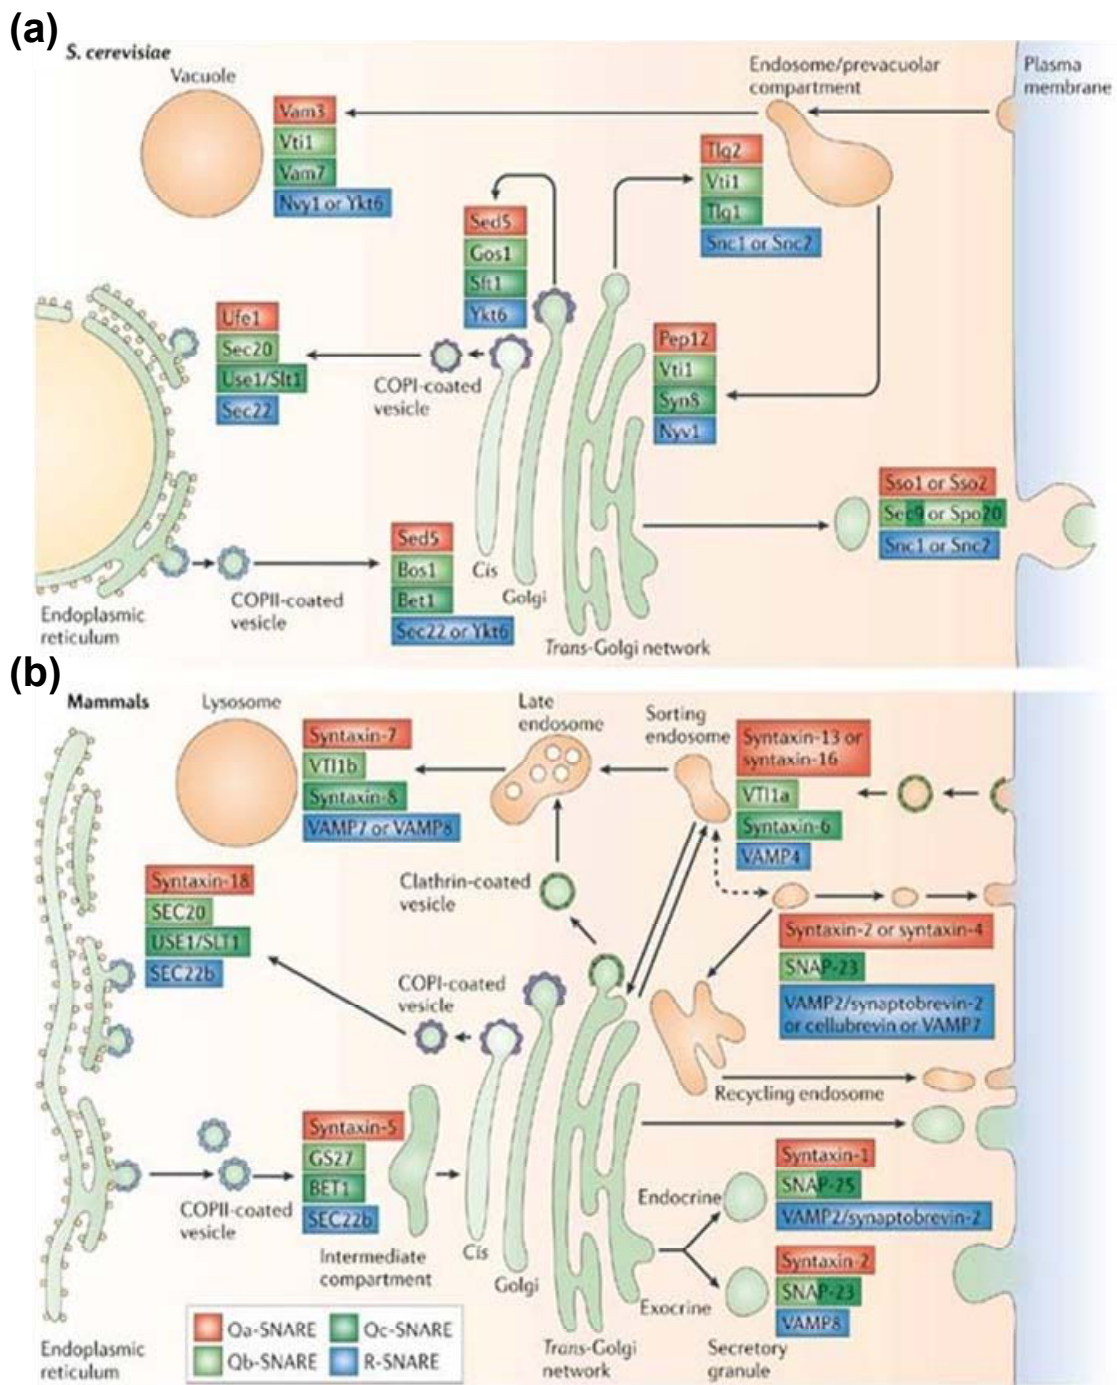 (a)
S. cerevisiae
Vacuole
Vam3
Vti1
Vam7
Nvy1 or Ykt6
Endosome/prevacuolar
compartment
Plasma
membrane
Tlg2
Vti1
Tlg1
Snc1 or Snc2
Sed5
Gos1
Sft1
Ykt6
Ufe1
Sec20
Use1/Slt1
Sec22
COPI-coated
vesicle
Pep12
Vti1
Syn8
Nyv1
Sso1 or Sso2
Sec9 or Spo20
Snc1 or Snc2
Sed5
Bos1
Bet1
Sec22 or Ykt6
Cis
Golgi
Trans-Golgi network
COPII-coated
vesicle
Endoplasmic
reticulum
(b)
Mammals
Lysosome
Syntaxin-7
VTI1b
Syntaxin-8
VAMP7 or VAMP8
Late
endosome
Sorting
endosome
Syntaxin-13 or
syntaxin-16
VTI1a
Syntaxin-6
VAMP4
Syntaxin-18
SEC20
USE1/SLT1
SEC22b
Clathrin-coated
vesicle
COPI-coated
vesicle
Syntaxin-2 or syntaxin-4
SNAP-23
VAMP2/synaptobrevin-2
or cellubrevin or VAMP7
Recycling endosome
Syntaxin-5
GS27
BET1
SEC22b
COPII-coated
vesicle
Intermediate
compartment
Cis
Golgi
Endocrine
Syntaxin-1
SNAP-25
VAMP2/synaptobrevin-2
Exocrine
Syntaxin-2
SNAP-23
VAMP8
Trans-Golgi
network
Secretory
granule
Endoplasmic
reticulum
Qa-SNARE
Qc-SNARE
Qb-SNARE
R-SNARE